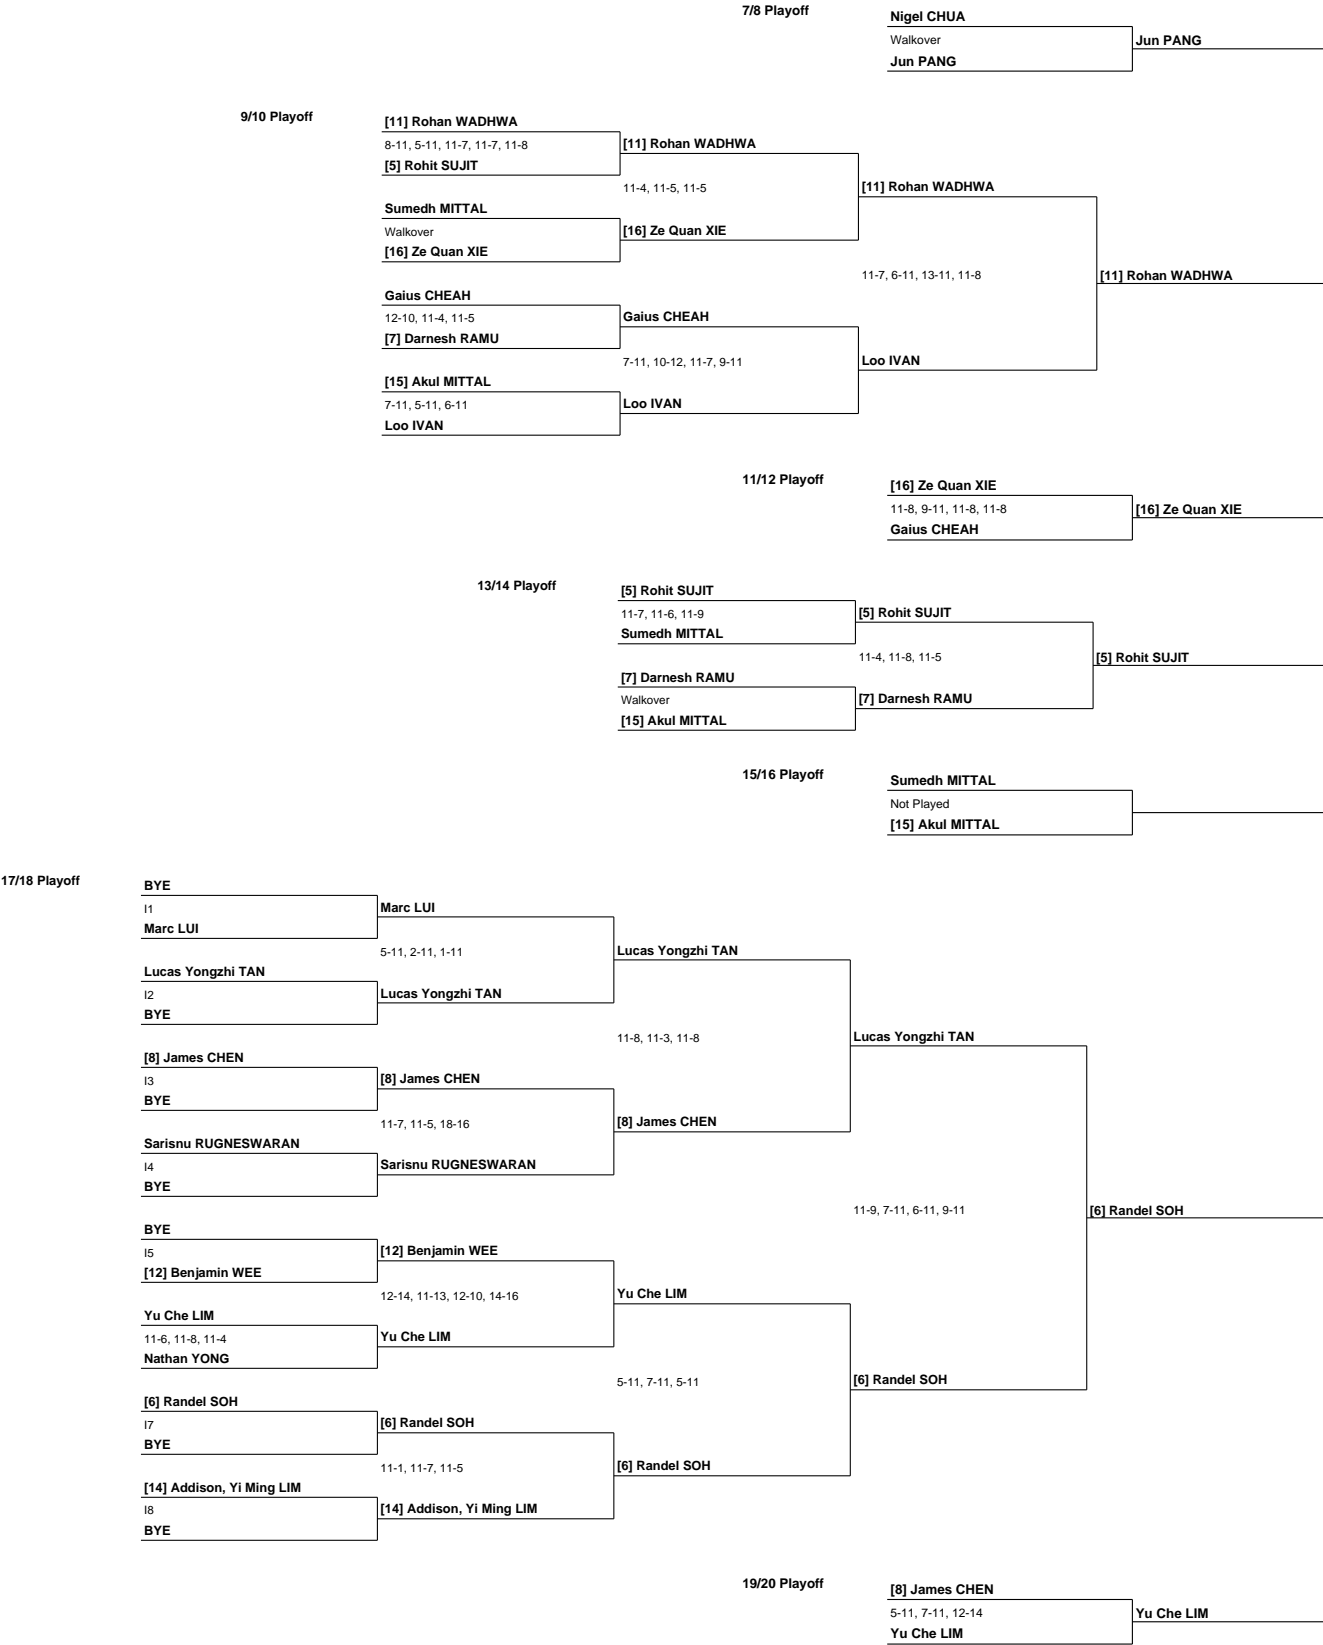 7/8 Playoff
Nigel CHUA
Walkover
Jun PANG
Jun PANG
9/10 Playoff
[11] Rohan WADHWA
8-11, 5-11, 11-7, 11-7, 11-8
[5] Rohit SUJIT
[11] Rohan WADHWA
11-4, 11-5, 11-5
[11] Rohan WADHWA
Sumedh MITTAL
Walkover
[16] Ze Quan XIE
[16] Ze Quan XIE
11-7, 6-11, 13-11, 11-8
[11] Rohan WADHWA
Gaius CHEAH
12-10, 11-4, 11-5
[7] Darnesh RAMU
Gaius CHEAH
7-11, 10-12, 11-7, 9-11
Loo IVAN
[15] Akul MITTAL
7-11, 5-11, 6-11
Loo IVAN
Loo IVAN
11/12 Playoff
[16] Ze Quan XIE
11-8, 9-11, 11-8, 11-8
Gaius CHEAH
[16] Ze Quan XIE
13/14 Playoff
[5] Rohit SUJIT
11-7, 11-6, 11-9
Sumedh MITTAL
[5] Rohit SUJIT
11-4, 11-8, 11-5
[5] Rohit SUJIT
[7] Darnesh RAMU
Walkover
[15] Akul MITTAL
[7] Darnesh RAMU
15/16 Playoff
Sumedh MITTAL
Not Played
[15] Akul MITTAL
17/18 Playoff
BYE
I1
Marc LUI
Marc LUI
5-11, 2-11, 1-11
Lucas Yongzhi TAN
Lucas Yongzhi TAN
I2
BYE
Lucas Yongzhi TAN
11-8, 11-3, 11-8
Lucas Yongzhi TAN
[8] James CHEN
I3
BYE
[8] James CHEN
11-7, 11-5, 18-16
[8] James CHEN
Sarisnu RUGNESWARAN
I4
BYE
Sarisnu RUGNESWARAN
11-9, 7-11, 6-11, 9-11
[6] Randel SOH
BYE
I5
[12] Benjamin WEE
[12] Benjamin WEE
12-14, 11-13, 12-10, 14-16
Yu Che LIM
Yu Che LIM
11-6, 11-8, 11-4
Nathan YONG
Yu Che LIM
5-11, 7-11, 5-11
[6] Randel SOH
[6] Randel SOH
I7
BYE
[6] Randel SOH
11-1, 11-7, 11-5
[6] Randel SOH
[14] Addison, Yi Ming LIM
I8
BYE
[14] Addison, Yi Ming LIM
19/20 Playoff
[8] James CHEN
5-11, 7-11, 12-14
Yu Che LIM
Yu Che LIM